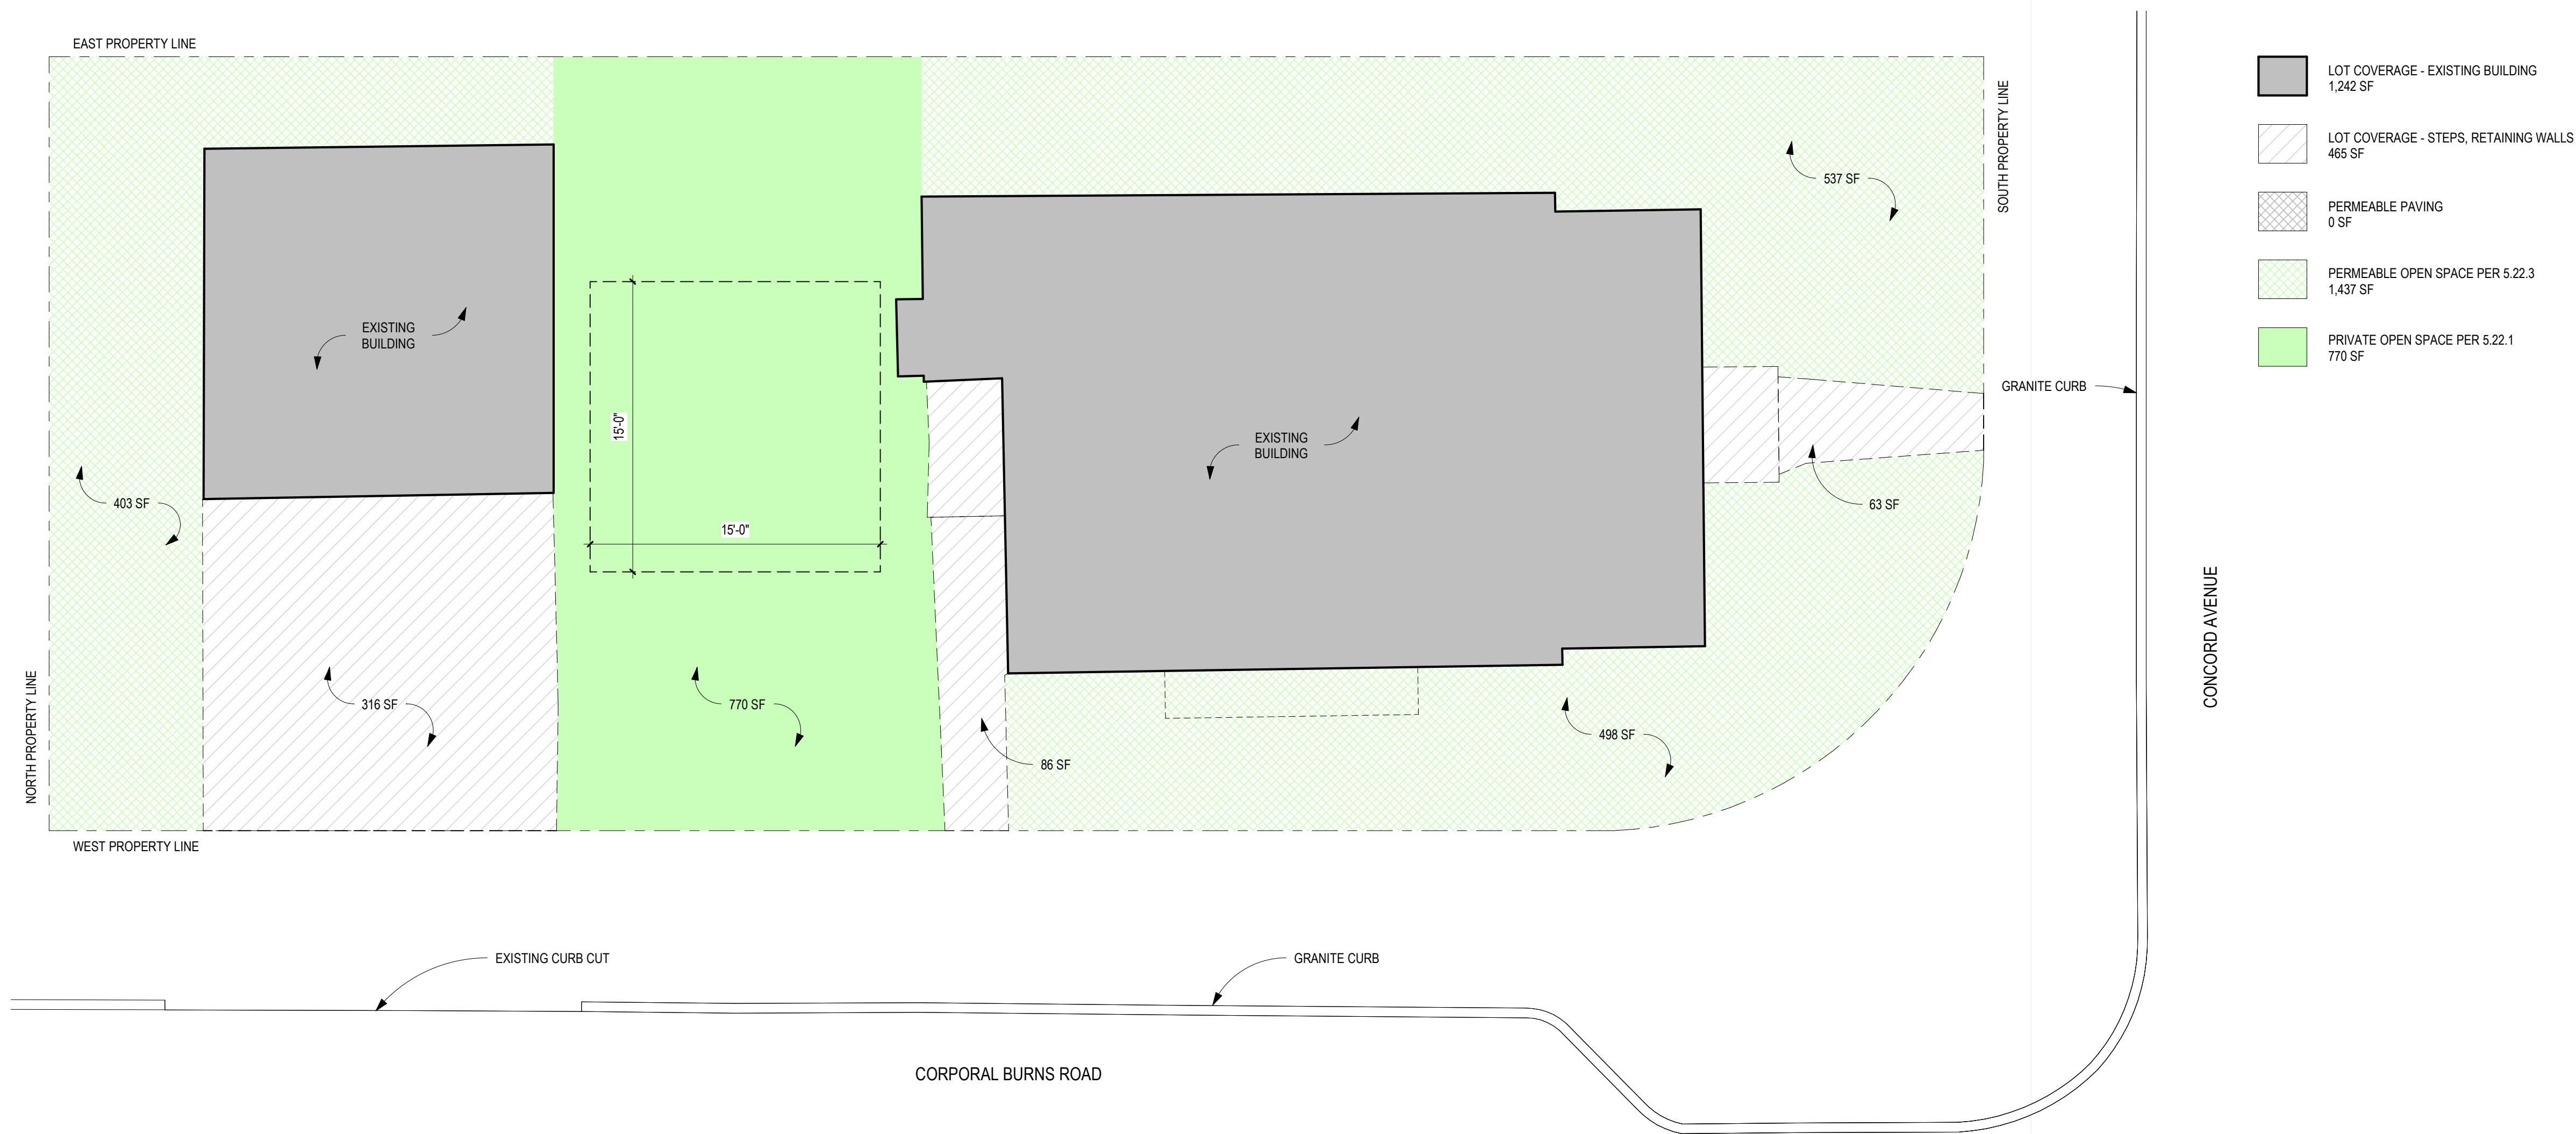 EAST PROPERTY LINE
SOUTH PROPERTY LINE
NORTH PROPERTY LINE
WEST PROPERTY LINE
EXISTING
BUILDING
EXISTING
BUILDING
15'-0"
15'-0"
537 SF
403 SF
63 SF
316 SF
770 SF
86 SF
498 SF
GRANITE CURB
EXISTING CURB CUT
GRANITE CURB
CORPORAL BURNS ROAD
CONCORD AVENUE
LOT COVERAGE - EXISTING BUILDING
1,242 SF
LOT COVERAGE - STEPS, RETAINING WALLS
465 SF
PERMEABLE PAVING
0 SF
PERMEABLE OPEN SPACE PER 5.22.3
1,437 SF
PRIVATE OPEN SPACE PER 5.22.1
770 SF